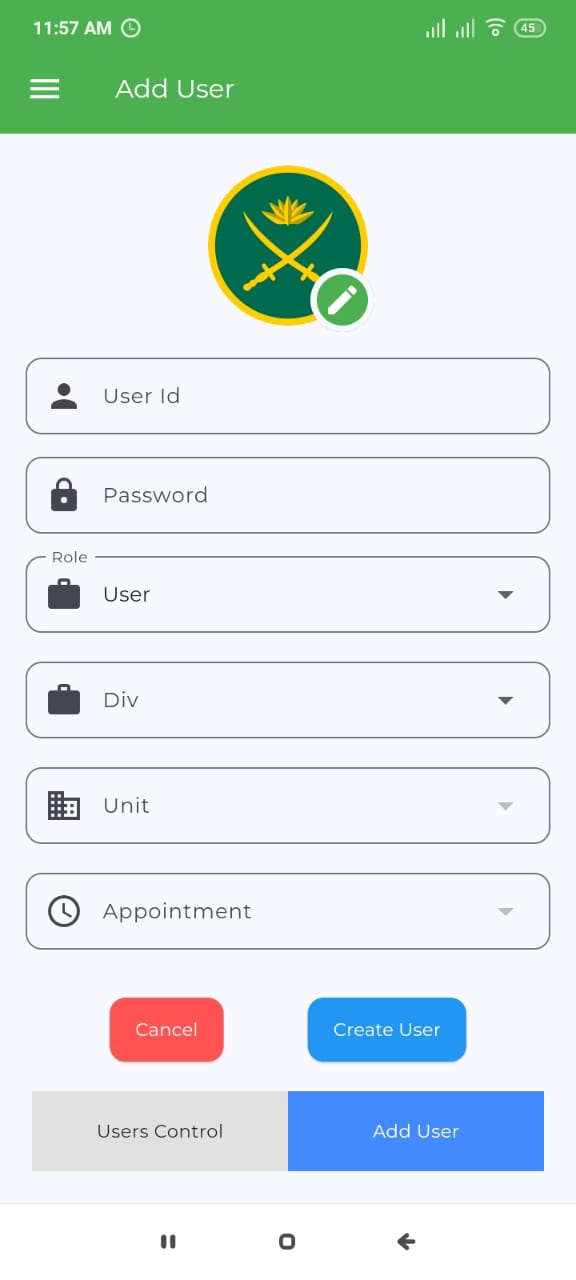 11:57 AM 45
Add User
User Id
Password
Role
User
Div
Unit
Appointment
Cancel Create User
Users Control Add User